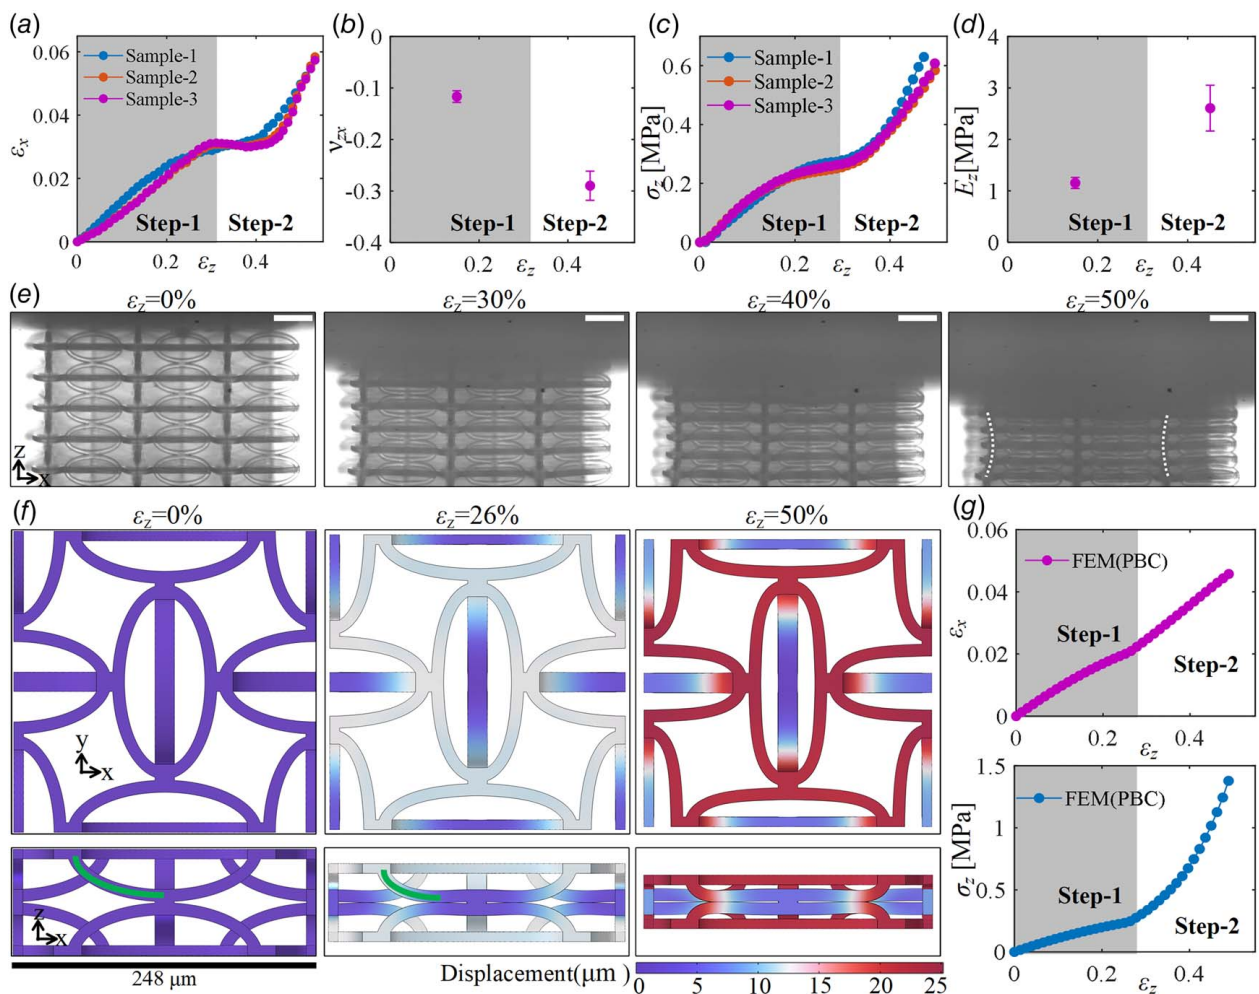 (a) (b) (c) (d)
0.06 0.04 0.02 0
εx
Sample-1
Sample-2
Sample-3
Step-1 Step-2
0 0.2 0.4 εz
0 -0.1 -0.2 -0.3 -0.4
νzx
Step-1 Step-2
0 0.2 εz 0.4
0.6 0.4 0.2 0.0
σz [MPa]
Sample-1
Sample-2
Sample-3
Step-1 Step-2
0 0.2 0.4 εz
4 3 2 1 0
Ez[MPa]
Step-1 Step-2
0 0.2 εz 0.4
(e) εz=0% εz=30% εz=40% εz=50%
z
x
(f) εz=0% εz=26% εz=50%
y
x
z
x
248 μm
Displacement(μm )
0 5 10 15 20 25
(g)
0.06 0.04 0.02 0
εx
FEM(PBC)
Step-1
Step-2
0 0.2 0.4
εz
1.5 1 0.5 0
σz [MPa]
FEM(PBC)
Step-1
Step-2
0 0.2 0.4
εz